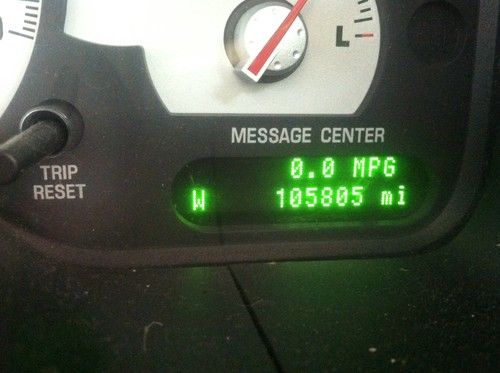 L
MESSAGE CENTER
TRIP
RESET
0.0 MPG
W 105805 mi